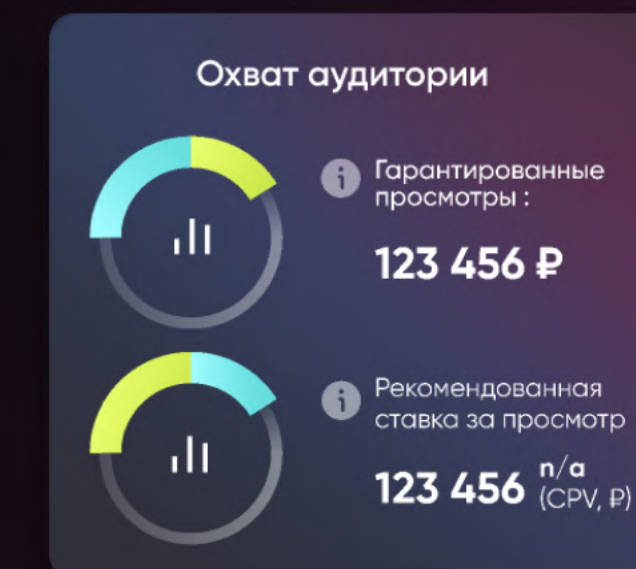 Охват аудитории
Гарантированные
просмотры :
123 456 ₽
Рекомендованная
ставка за просмотр
123 456 n/a
(CPV, ₽)